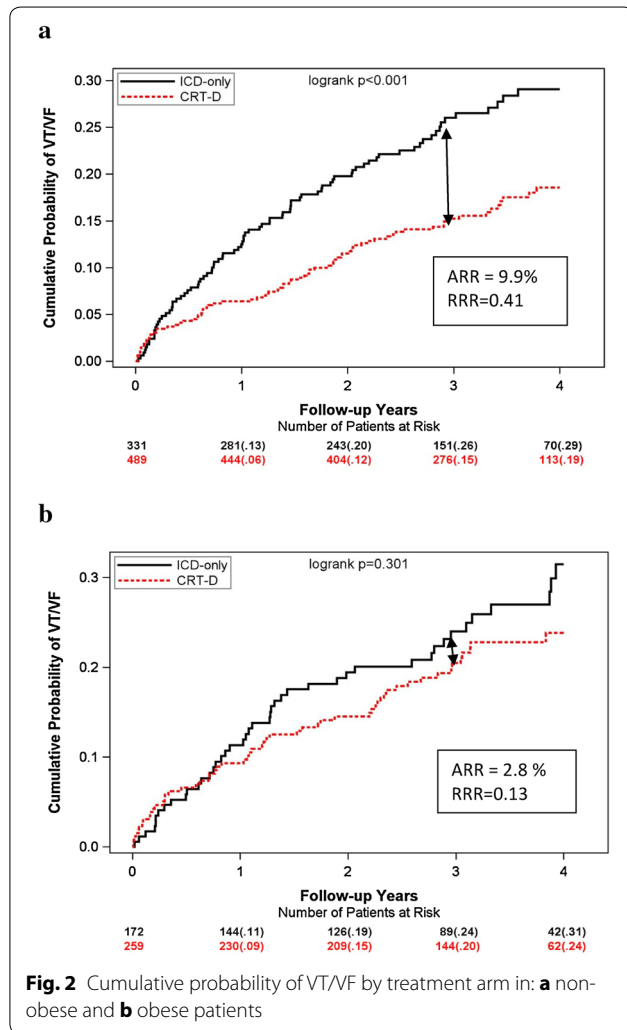 a
ICD-only
CRT-D
logrank p<0.001
Cumulative Probability of VT/VF
0.30
0.25
0.20
0.15
0.10
0.05
0.00
ARR = 9.9%
RRR=0.41
0 1 2 3 4
Follow-up Years
Number of Patients at Risk
331 281(.13) 243(.20) 151(.26) 70(.29)
489 444(.06) 404(.12) 276(.15) 113(.19)
b
ICD-only
CRT-D
logrank p=0.301
Cumulative Probability of VT/VF
0.3
0.2
0.1
0.0
ARR = 2.8 %
RRR=0.13
0 1 2 3 4
Follow-up Years
Number of Patients at Risk
172 144(.11) 126(.19) 89(.24) 42(.31)
259 230(.09) 209(.15) 144(.20) 62(.24)
Fig. 2 Cumulative probability of VT/VF by treatment arm in: a non-
obese and b obese patients